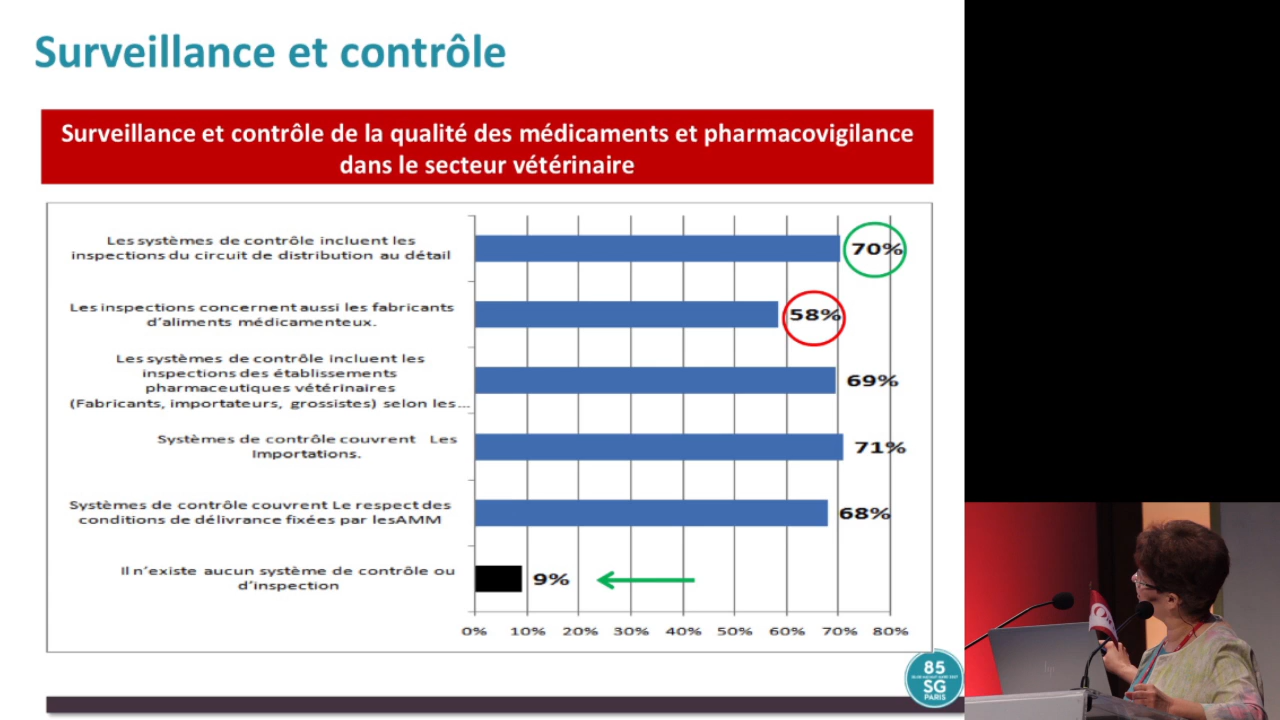 Surveillance et contrôle
Surveillance et contrôle de la qualité des médicaments et pharmacovigilance
dans le secteur vétérinaire
Les systèmes de contrôle incluent les
inspections du circuit de distribution au détail
70%
Les inspections concernent aussi les fabricants
d'aliments médicamenteux.
58%
Les systèmes de contrôle incluent les
inspections des établissements
pharmaceutiques vétérinaires
(Fabricants, importateurs, grossistes) selon les...
69%
Systèmes de contrôle couvrent Les
Importations.
71%
Systèmes de contrôle couvrent Le respect des
conditions de délivrance fixées par lesAMM
68%
Il n'existe aucun système de contrôle ou
d'inspection
9%
0% 10% 20% 30% 40% 50% 60% 70% 80%
85
SG
PARIS